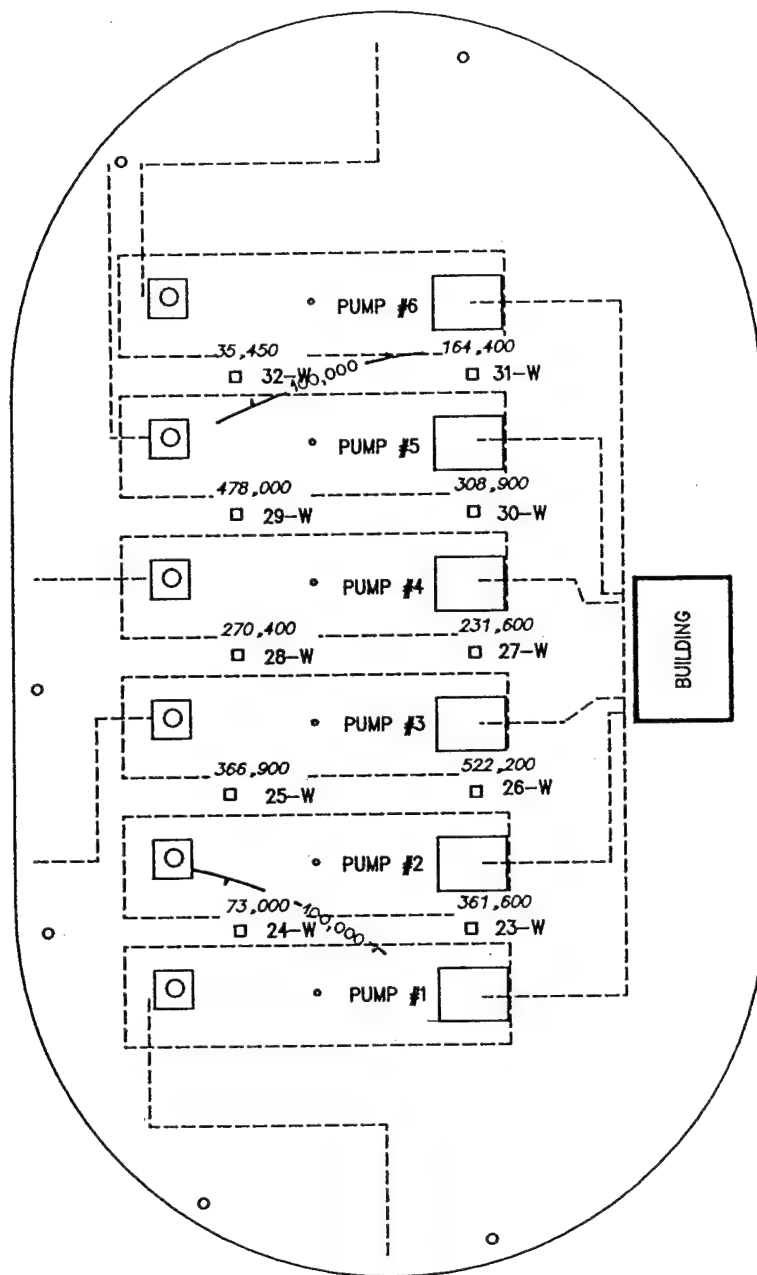 PUMP #6
35,450 164,400
32-W 31-W
100,000
PUMP #5
478,000 308,900
29-W 30-W
PUMP #4
270,400 231,600
28-W 27-W
BUILDING
PUMP #3
366,900 522,200
25-W 26-W
PUMP #2
73,000 361,600
24-W 23-W
100,000
PUMP #1